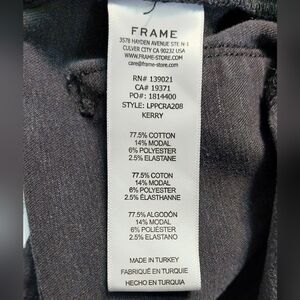 FRAME
3578 HAYDEN AVENUE STE N-1
CULVER CITY CA 90232 USA
WWW.FRAME-STORE.COM
care@frame-store.com
RN# 139021
CA# 19371
PO#: 1814400
STYLE: LPPCRA208
KERRY
77.5% COTTON
14% MODAL
6% POLYESTER
2.5% ELASTANE
77.5% COTON
14% MODAL
6% POLYESTER
2.5% ÉLASTHANNE
77.5% ALGODÓN
14% MODAL
6% POLIÉSTER
2.5% ELASTANO
MADE IN TURKEY
FABRIQUÉ EN TURQUIE
HECHO EN TURQUIA